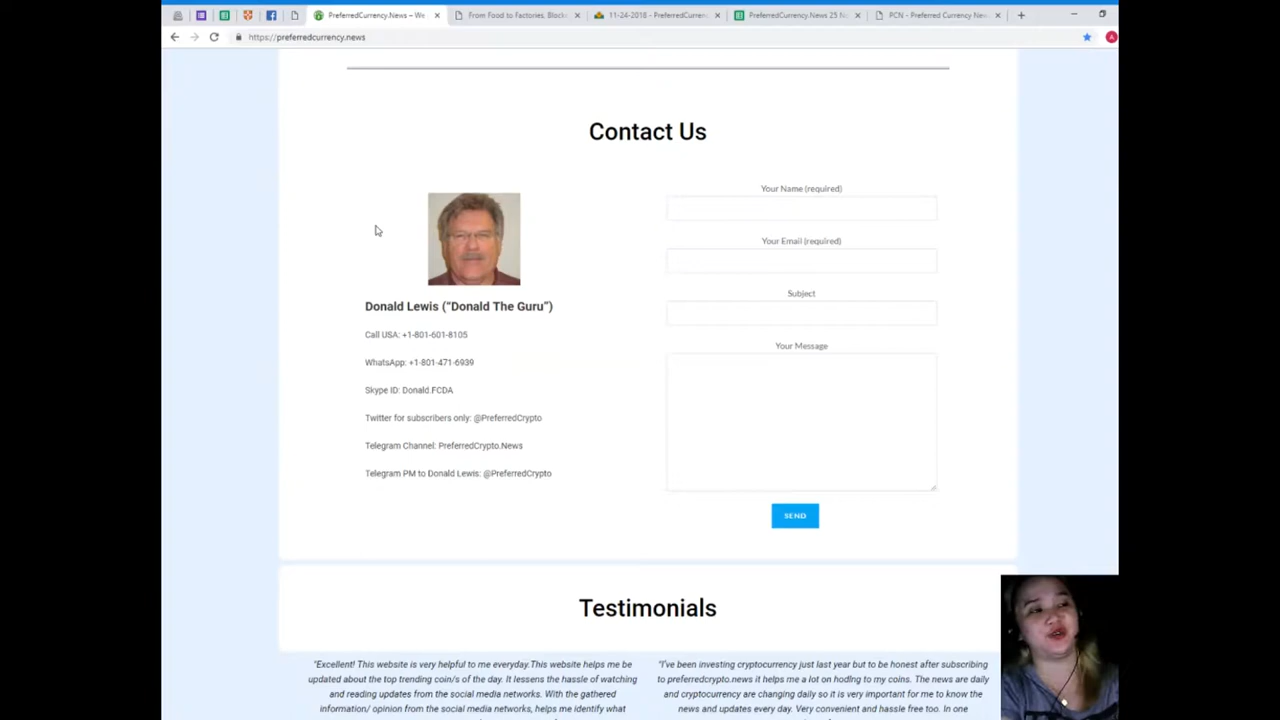 PreferredCurrency.News – We
From Food to Factories, Block
11-24-2018 - PreferredCurren
PreferredCurrency.News 25 N
PCN - Preferred Currency New
https://preferredcurrency.news
Contact Us
Your Name (required)
Your Email (required)
Subject
Your Message
SEND
Donald Lewis (“Donald The Guru”)
Call USA: +1-801-601-8105
WhatsApp: +1-801-471-6939
Skype ID: Donald.FCDA
Twitter for subscribers only: @PreferredCrypto
Telegram Channel: PreferredCrypto.News
Telegram PM to Donald Lewis: @PreferredCrypto
Testimonials
“Excellent! This website is very helpful to me everyday.This website helps me be
updated about the top trending coin/s of the day. It lessens the hassle of watching
and reading updates from the social media networks. With the gathered
information/ opinion from the social media networks, helps me identify what
“I've been investing cryptocurrency just last year but to be honest after subscribing
to preferredcrypto.news it helps me a lot on hodlng to my coins. The news are daily
and cryptocurrency are changing daily so it is very important for me to know the
news and updates every day. Very convenient and hassle free too. In one